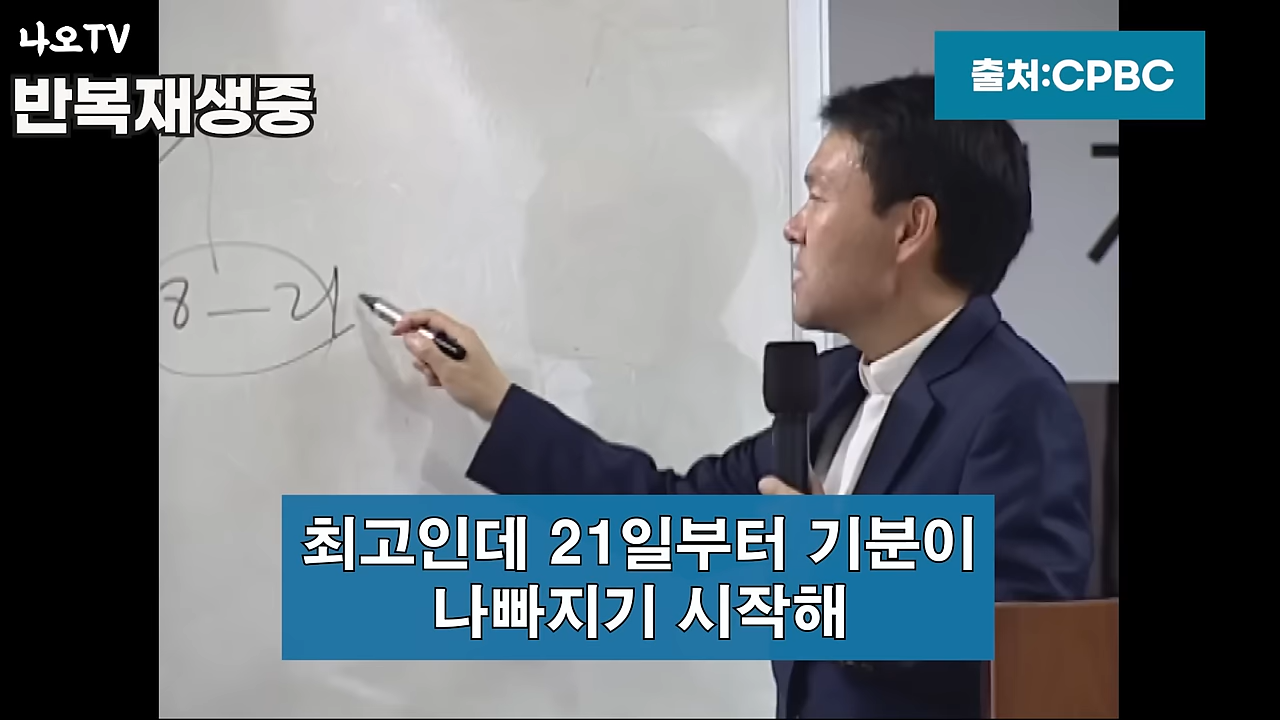 나오TV
반복재생중
출처:CPBC
8 — 21
최고인데 21일부터 기분이
나빠지기 시작해